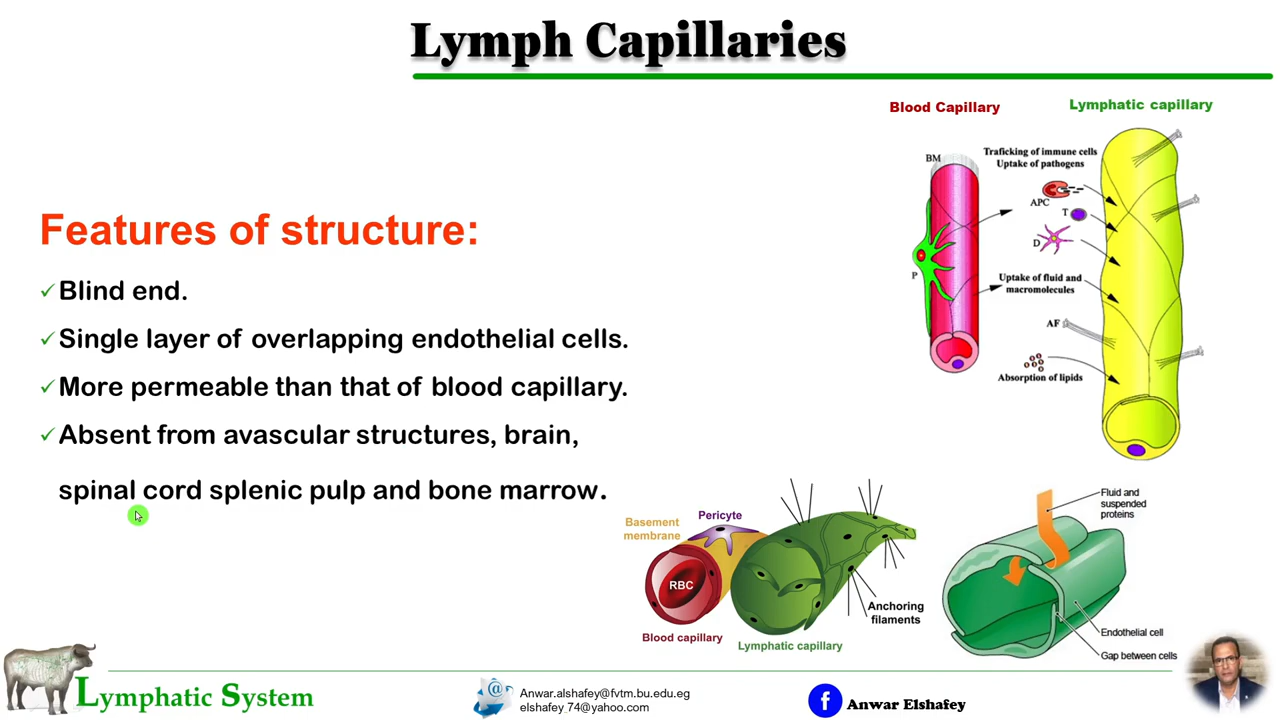 Lymph Capillaries
Blood Capillary
Lymphatic capillary
BM
Traficking of immune cells
Uptake of pathogens
APC
T
D
P
Uptake of fluid and
macromolecules
AF
Absorption of lipids
Features of structure:
✓ Blind end.
✓ Single layer of overlapping endothelial cells.
✓ More permeable than that of blood capillary.
✓ Absent from avascular structures, brain,
spinal cord splenic pulp and bone marrow.
Pericyte
Basement
membrane
RBC
Blood capillary
Lymphatic capillary
Anchoring
filaments
Fluid and
suspended
proteins
Endothelial cell
Gap between cells
Lymphatic System
Anwar.alshafey@fvtm.bu.edu.eg
elshafey_74@yahoo.com
f
Anwar Elshafey